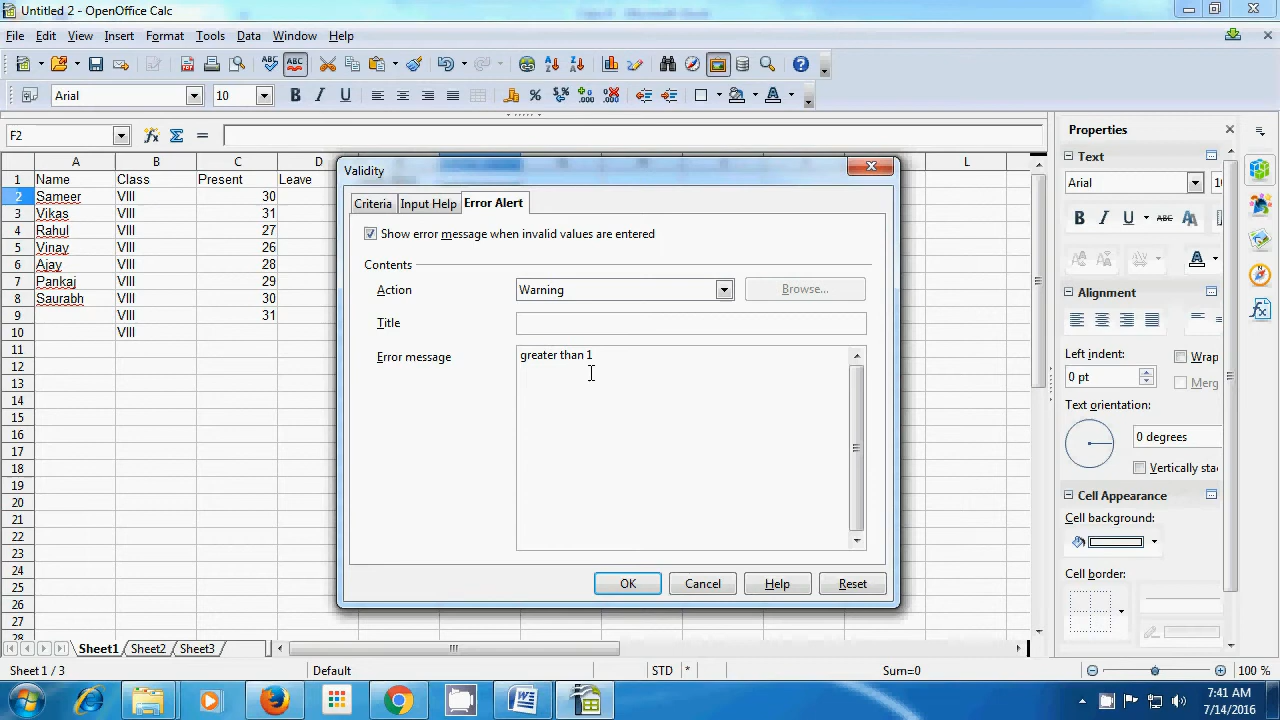 Untitled 2 - OpenOffice Calc
File Edit View Insert Format Tools Data Window Help
Arial 10
F2
A B C D L
1 Name Class Present Leave
2 Sameer VIII 30
3 Vikas VIII 31
4 Rahul VIII 27
5 Vinay VIII 26
6 Ajay VIII 28
7 Pankaj VIII 29
8 Saurabh VIII 30
9 VIII 31
10 VIII
11
12
13
14
15
16
17
18
19
20
21
22
23
24
25
26
27
28
Validity
Criteria Input Help Error Alert
Show error message when invalid values are entered
Contents
Action Warning Browse...
Title
Error message greater than 1
OK Cancel Help Reset
Properties
Text
Arial
Alignment
Left indent: Wrap
0 pt Merg
Text orientation:
0 degrees
Vertically sta
Cell Appearance
Cell background:
Cell border:
Sheet1 Sheet2 Sheet3
Sheet 1 / 3 Default STD * Sum=0 100 %
7:41 AM
7/14/2016